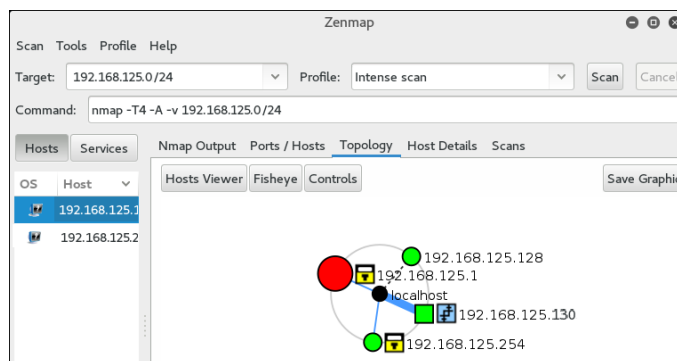 Zenmap
Scan Tools Profile Help
Target: 192.168.125.0/24 Profile: Intense scan Scan Cancel
Command: nmap -T4 -A -v 192.168.125.0/24
Hosts Services Nmap Output Ports / Hosts Topology Host Details Scans
Hosts Viewer Fisheye Controls Save Graphic
OS Host
192.168.125.1
192.168.125.2
192.168.125.128
192.168.125.1
localhost
192.168.125.130
192.168.125.254